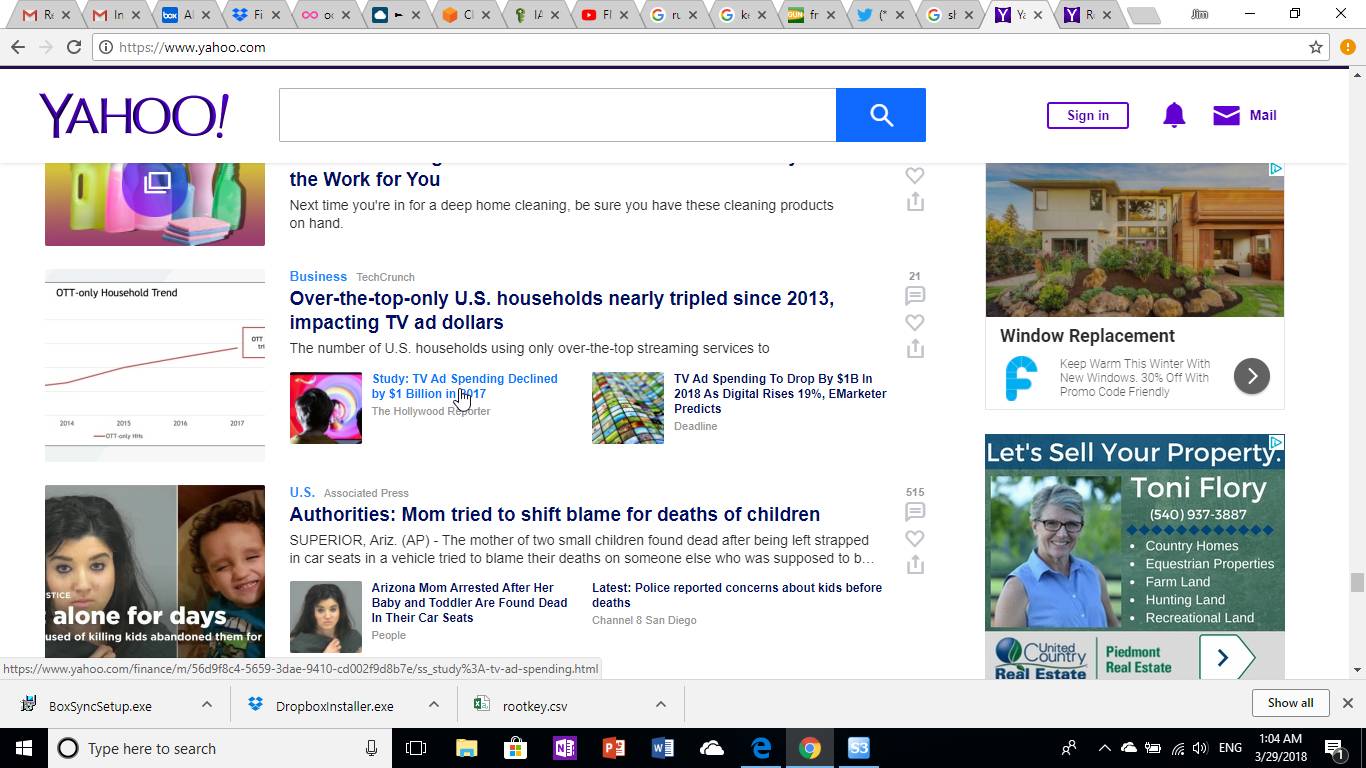 Jim
https://www.yahoo.com
YAHOO!
Sign in
Mail
the Work for You
Next time you're in for a deep home cleaning, be sure you have these cleaning products
on hand.
OTT-only Household Trend
OTT
2014 2015 2016 2017
OTT-only HHs
Business TechCrunch
21
Over-the-top-only U.S. households nearly tripled since 2013,
impacting TV ad dollars
The number of U.S. households using only over-the-top streaming services to
Study: TV Ad Spending Declined
by $1 Billion in 2017
The Hollywood Reporter
TV Ad Spending To Drop By $1B In
2018 As Digital Rises 19%, EMarketer
Predicts
Deadline
U.S. Associated Press
515
Authorities: Mom tried to shift blame for deaths of children
SUPERIOR, Ariz. (AP) - The mother of two small children found dead after being left strapped
in car seats in a vehicle tried to blame their deaths on someone else who was supposed to b...
STICE
alone for days
used of killing kids abandoned them for
Arizona Mom Arrested After Her
Baby and Toddler Are Found Dead
In Their Car Seats
People
Latest: Police reported concerns about kids before
deaths
Channel 8 San Diego
Window Replacement
Keep Warm This Winter With
New Windows. 30% Off With
Promo Code Friendly
Let's Sell Your Property.
Toni Flory
(540) 937-3887
• Country Homes
• Equestrian Properties
• Farm Land
• Hunting Land
• Recreational Land
United
Country
Real Estate
Piedmont
Real Estate
https://www.yahoo.com/finance/m/56d9f8c4-5659-3dae-9410-cd002f9d8b7e/ss_study%3A-tv-ad-spending.html
BoxSyncSetup.exe
DropboxInstaller.exe
rootkey.csv
Show all
Type here to search
ENG
1:04 AM
3/29/2018
1